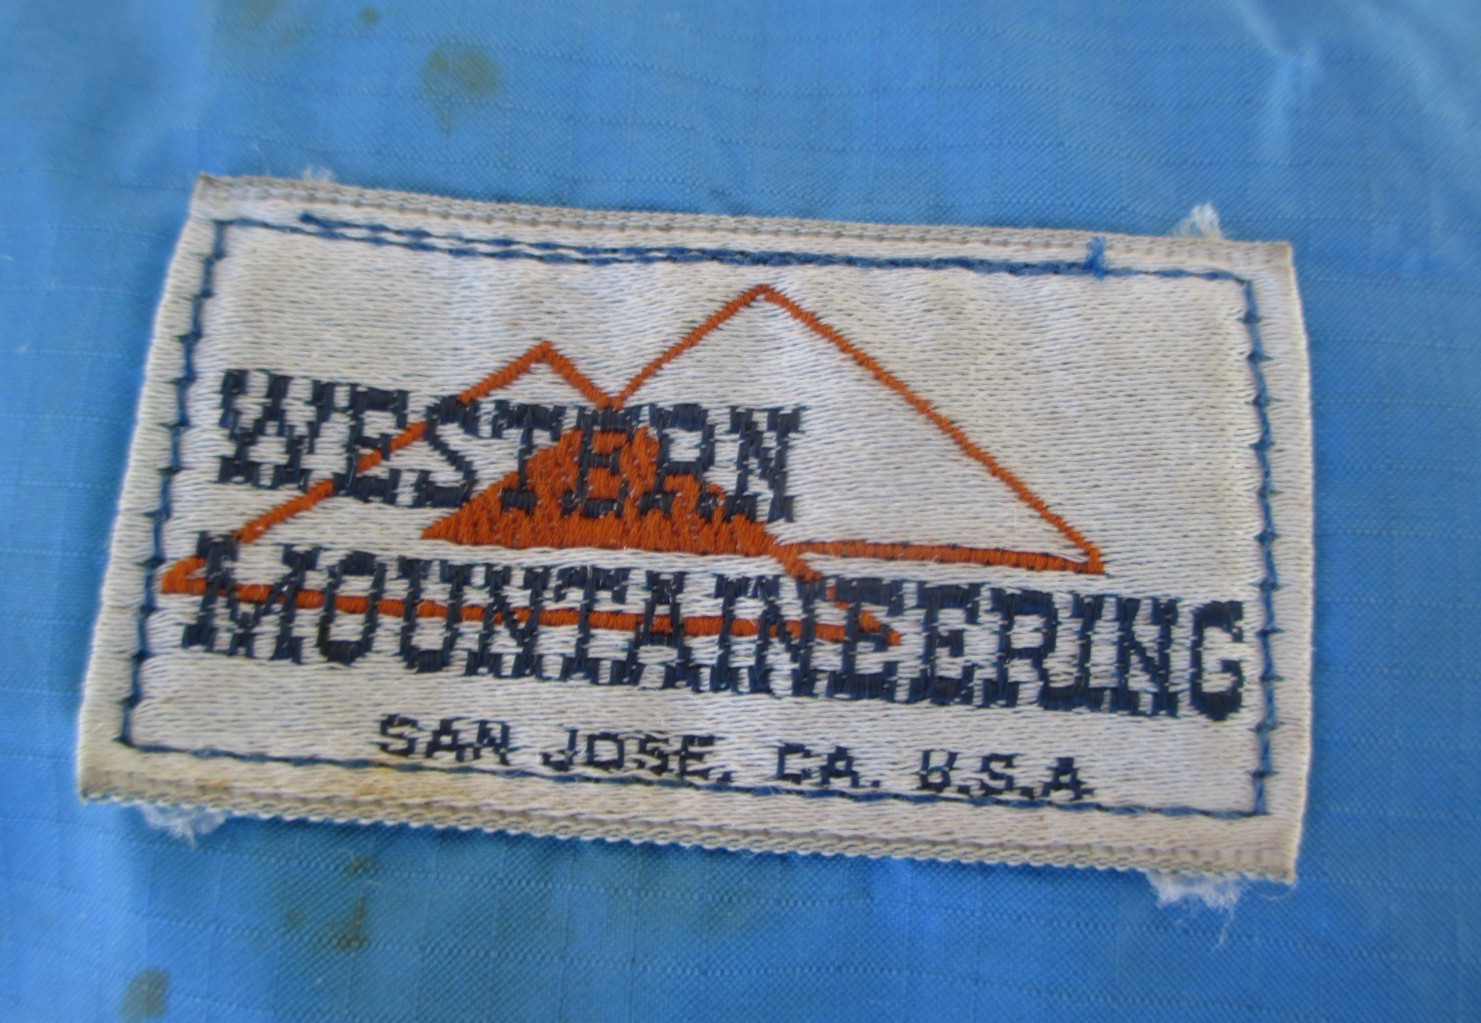 WESTERN
MOUNTAINEERING
SAN JOSE, CA. U.S.A